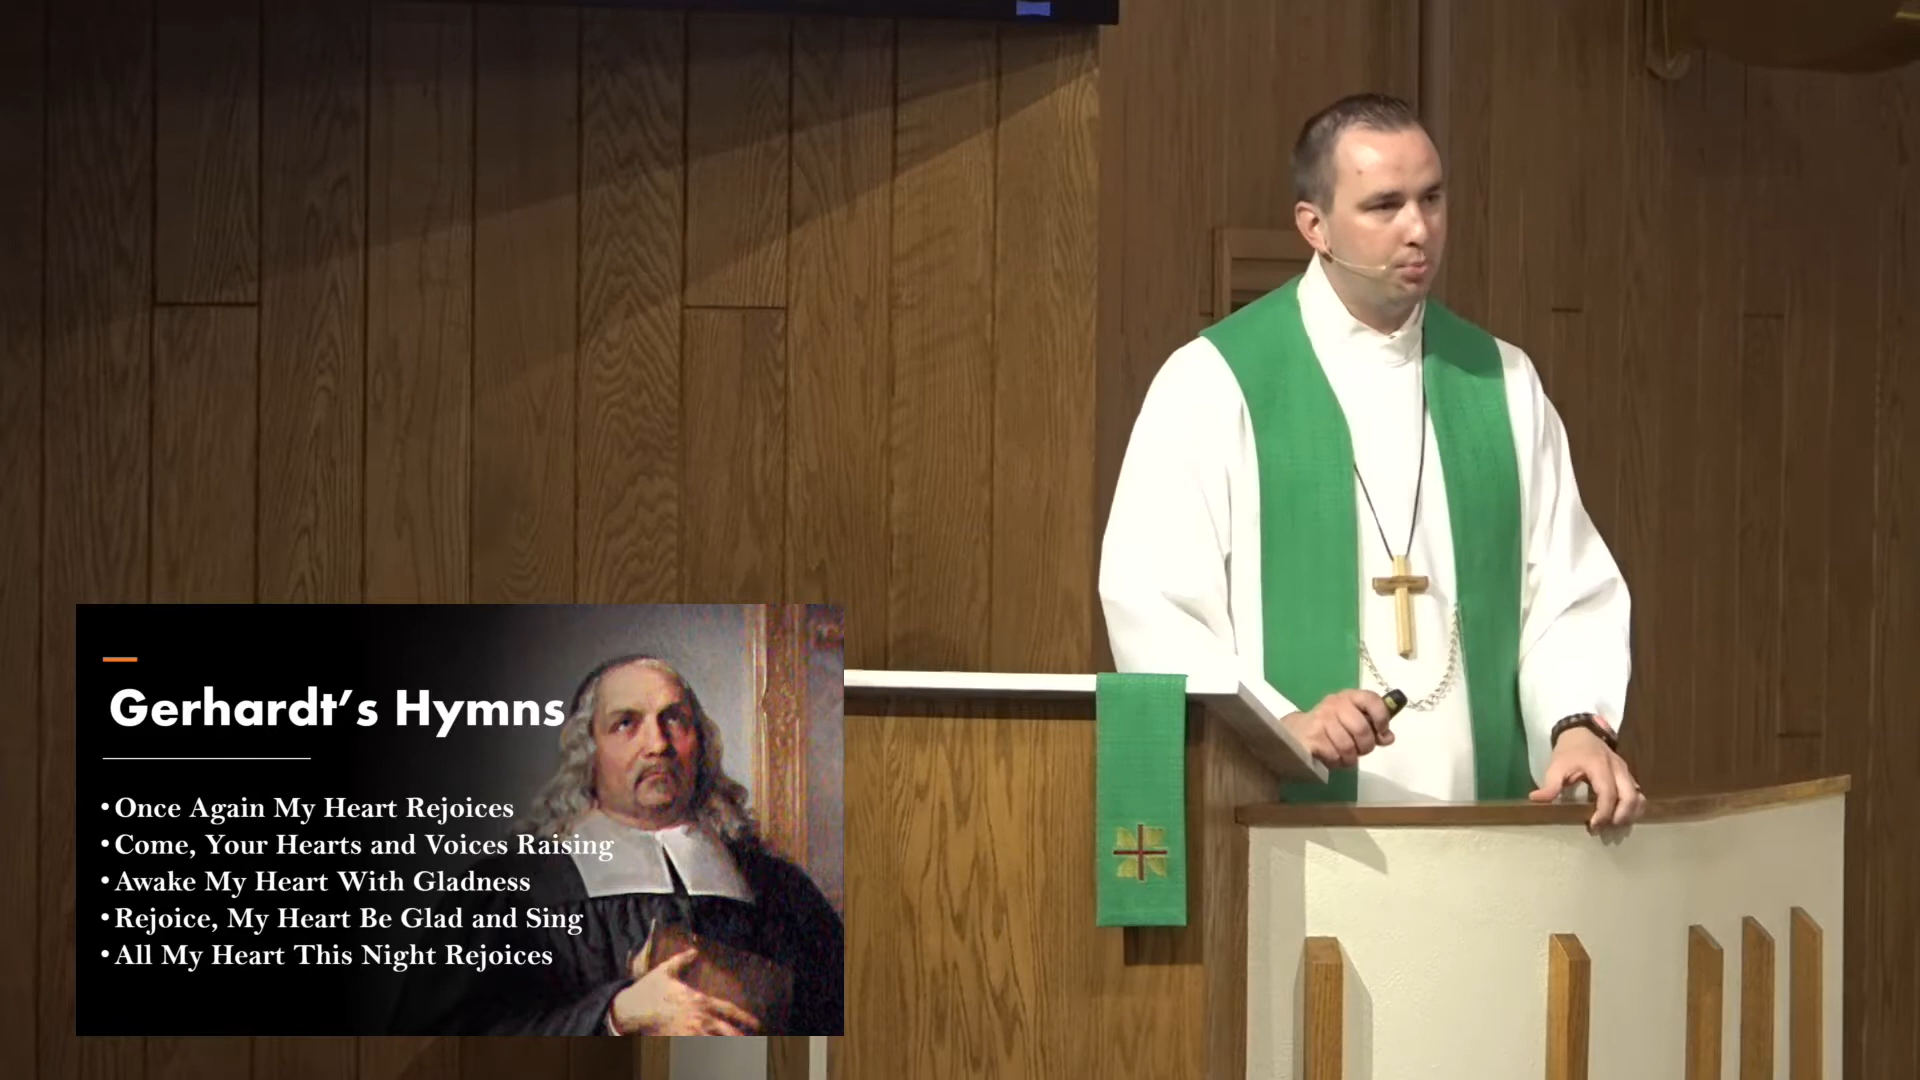 Gerhardt's Hymns
• Once Again My Heart Rejoices
• Come, Your Hearts and Voices Raising
• Awake My Heart With Gladness
• Rejoice, My Heart Be Glad and Sing
• All My Heart This Night Rejoices